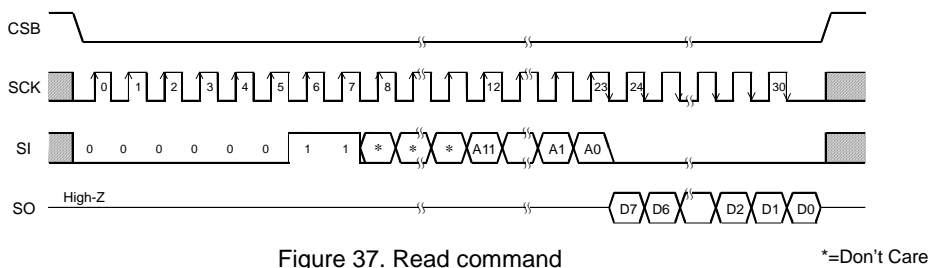 CSB
SCK 0 1 2 3 4 5 6 7 8 12 23 24 30
SI 0 0 0 0 0 0 1 1 * * * A11 A1 A0
High-Z
SO D7 D6 D2 D1 D0
Figure 37. Read command
*=Don't Care